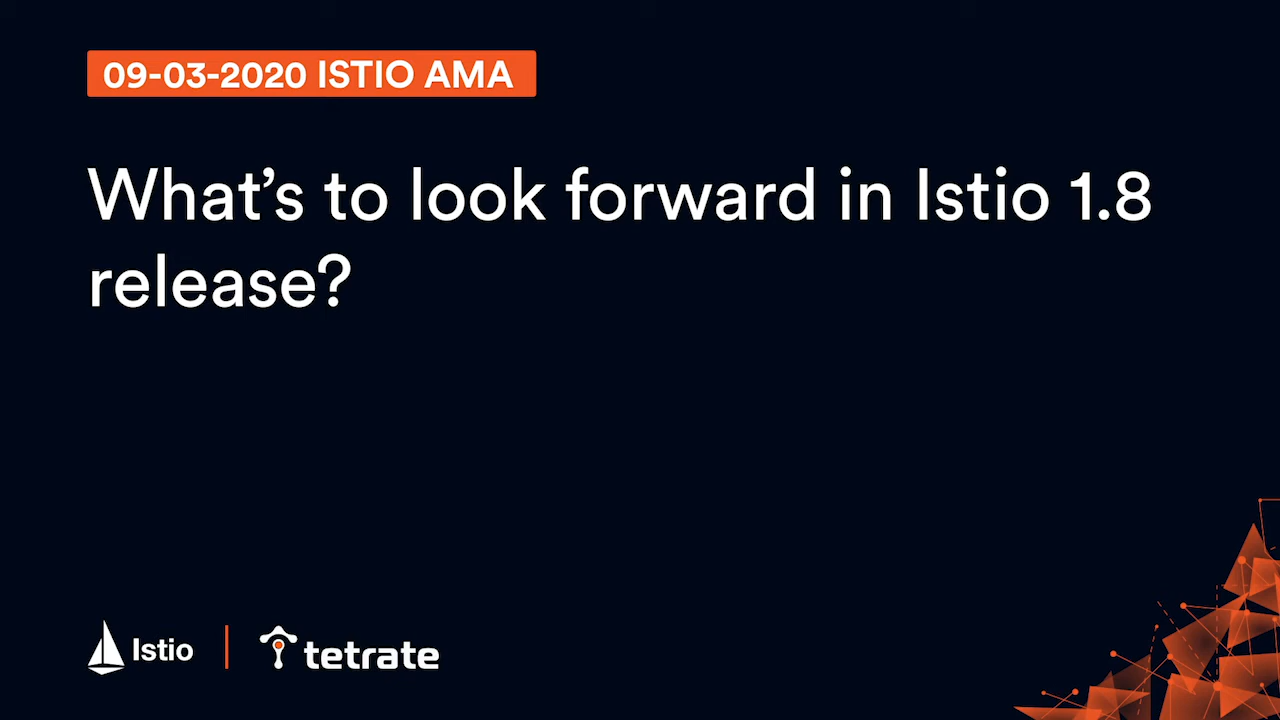 09-03-2020 ISTIO AMA
What’s to look forward in Istio 1.8
release?
Istio
tetrate